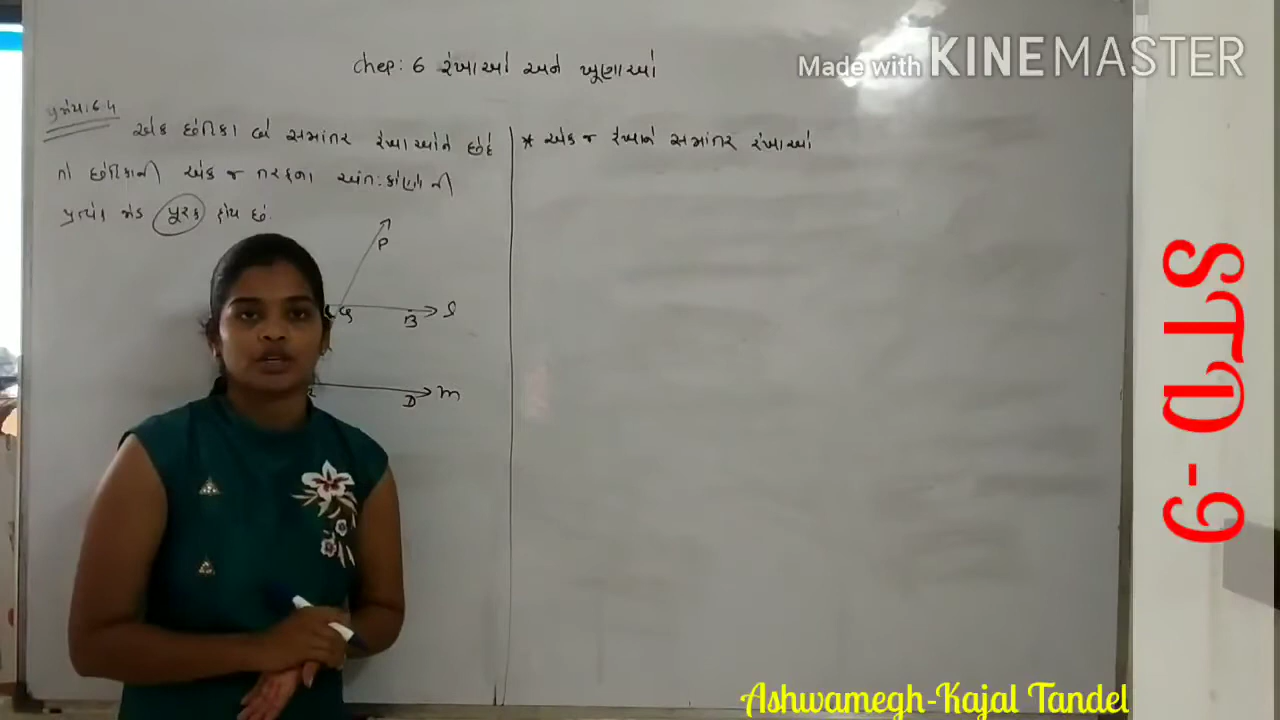 chep: 6 રેખાઓ અને ખૂણાઓ
Made with KINEMASTER
પ્રમેય: 6.4
એક છેદિકા બે સમાંતર રેખાઓને છેદે
તો છેદિકાની એક જ તરફના અંત:કોણો ની
પ્રત્યેક જોડ પૂરક હોય છે.
* એક જ રેખાને સમાંતર રેખાઓ
P
G B l
D m
STD-9
Ashwamegh-Kajal Tandel